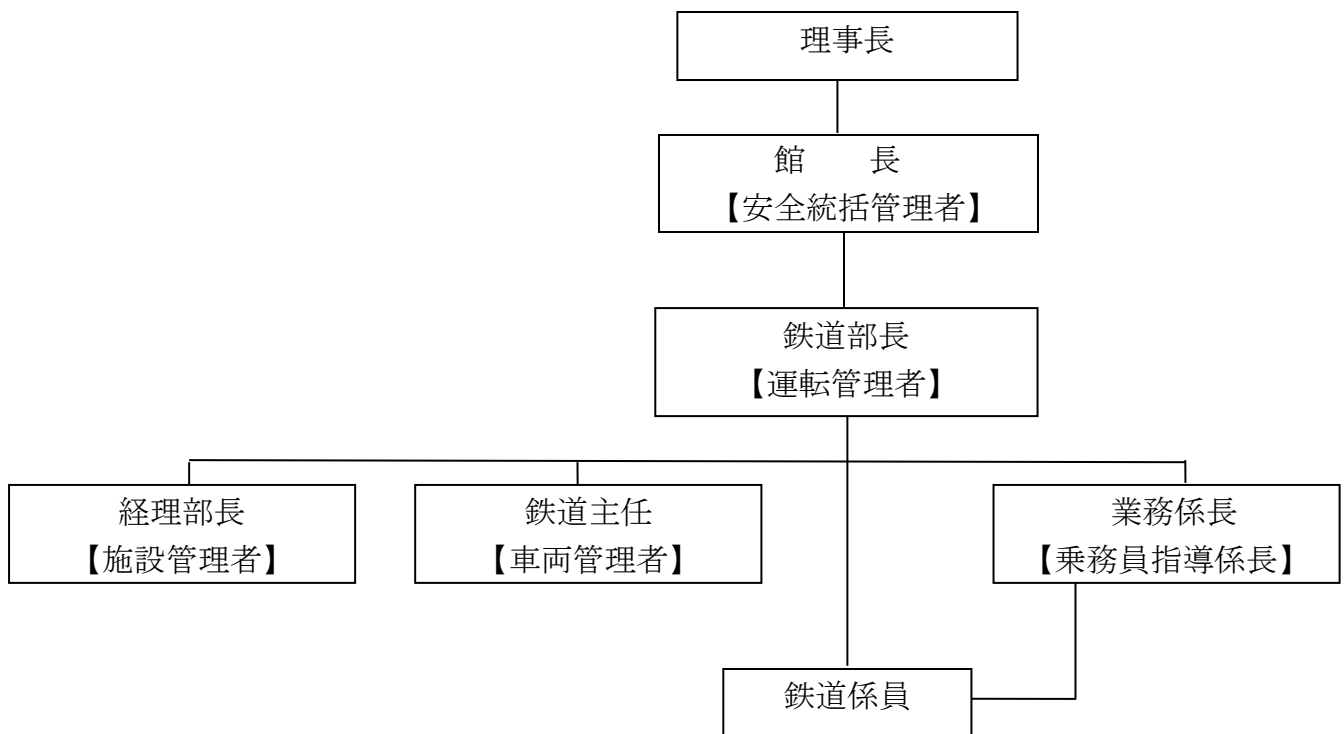 理事長
館　　長
【安全統括管理者】
鉄道部長
【運転管理者】
経理部長
【施設管理者】
鉄道主任
【車両管理者】
業務係長
【乗務員指導係長】
鉄道係員